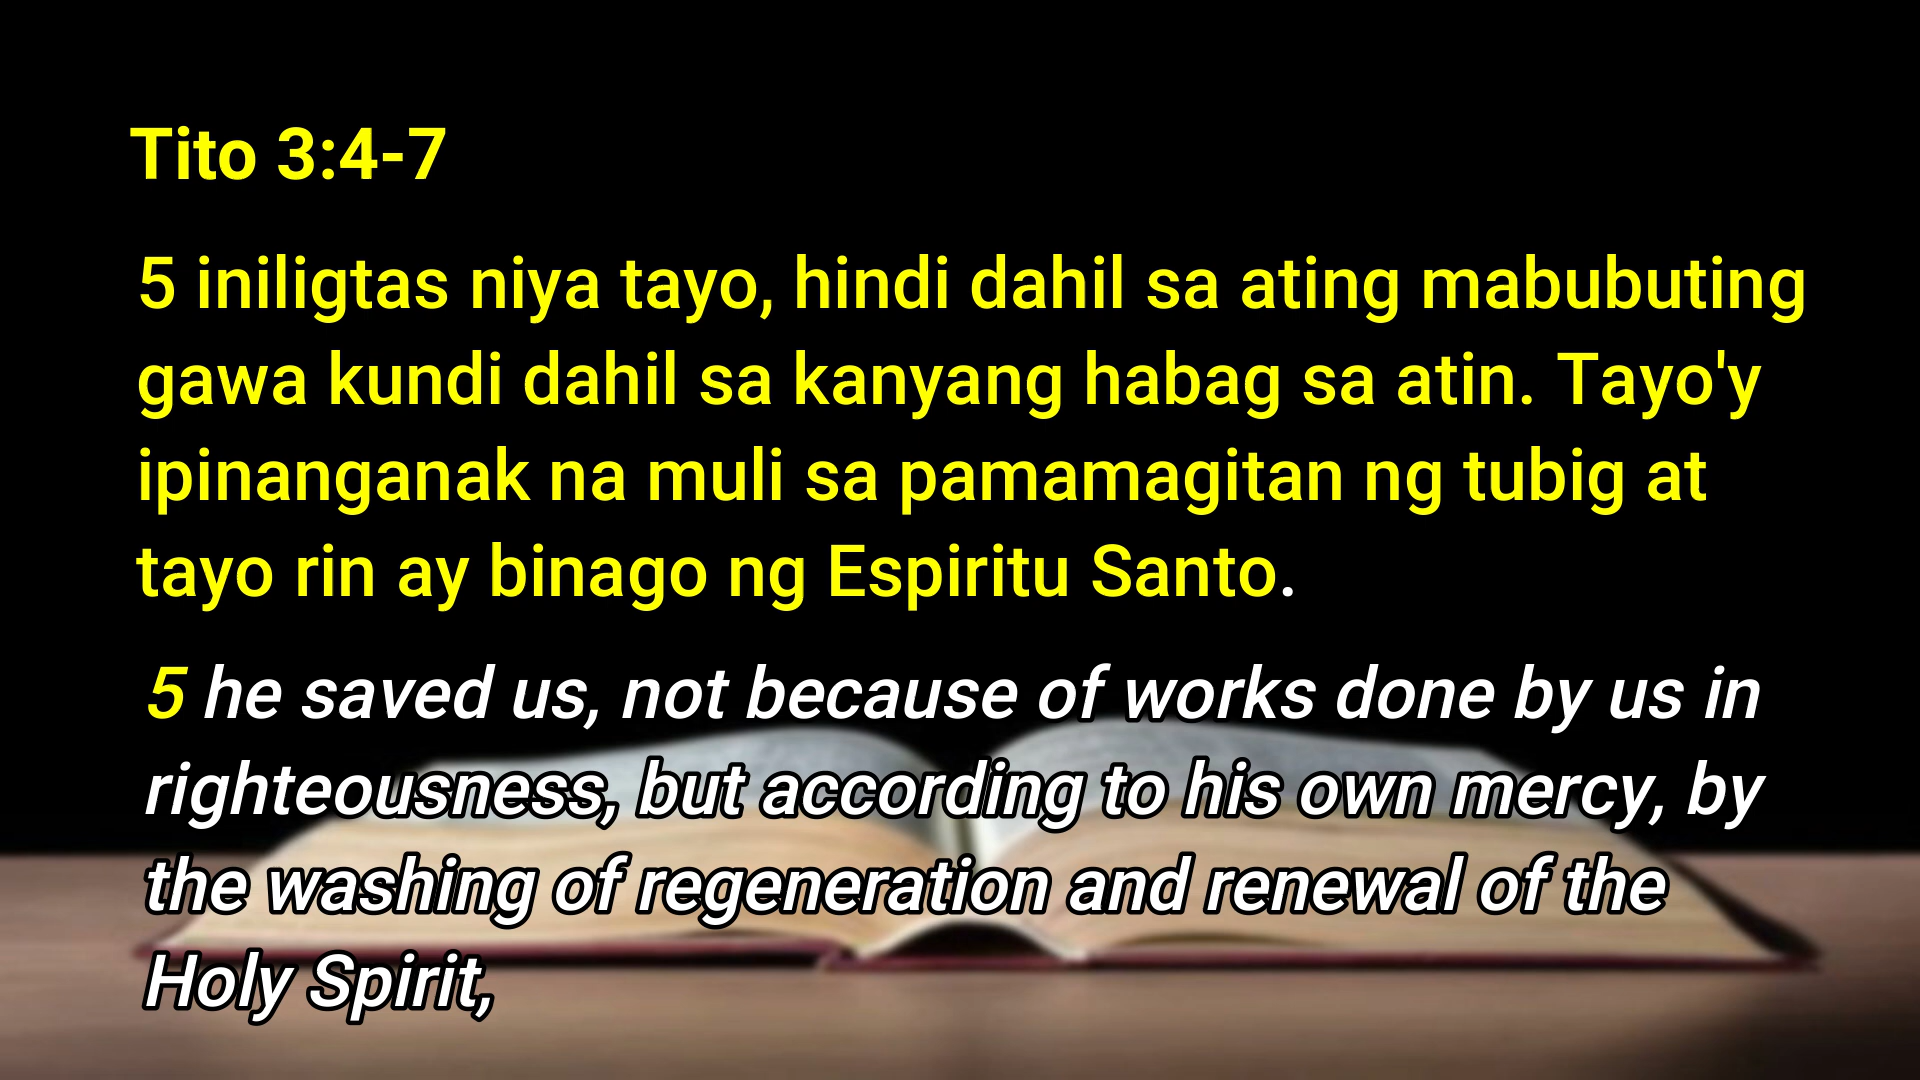 Tito 3:4-7
5 iniligtas niya tayo, hindi dahil sa ating mabubuting
gawa kundi dahil sa kanyang habag sa atin. Tayo'y
ipinanganak na muli sa pamamagitan ng tubig at
tayo rin ay binago ng Espiritu Santo.
5 he saved us, not because of works done by us in
righteousness, but according to his own mercy, by
the washing of regeneration and renewal of the
Holy Spirit,